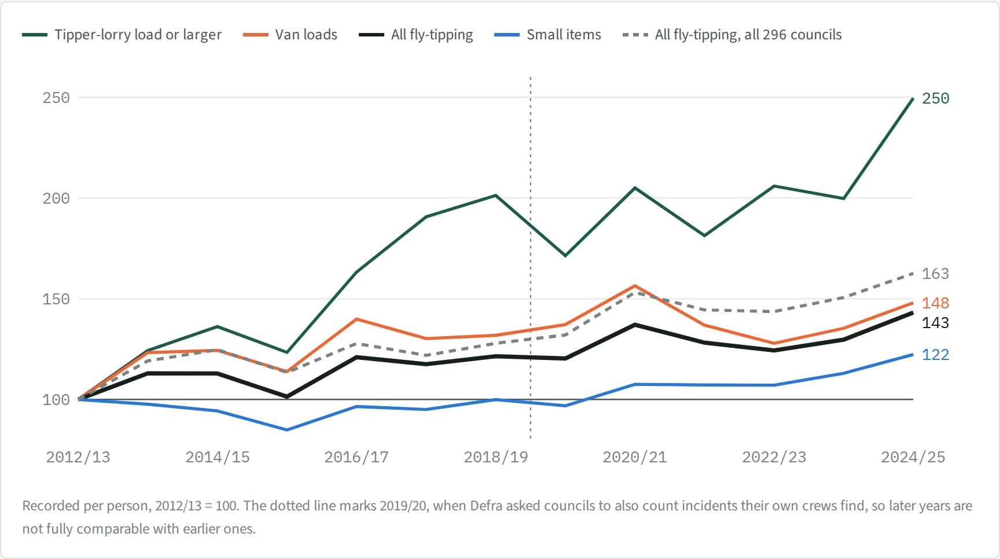 Tipper-lorry load or larger Van loads All fly-tipping Small items All fly-tipping, all 296 councils
250
200
150
100
250
163
148
143
122
2012/13 2014/15 2016/17 2018/19 2020/21 2022/23 2024/25
Recorded per person, 2012/13 = 100. The dotted line marks 2019/20, when Defra asked councils to also count incidents their own crews find, so later years are
not fully comparable with earlier ones.